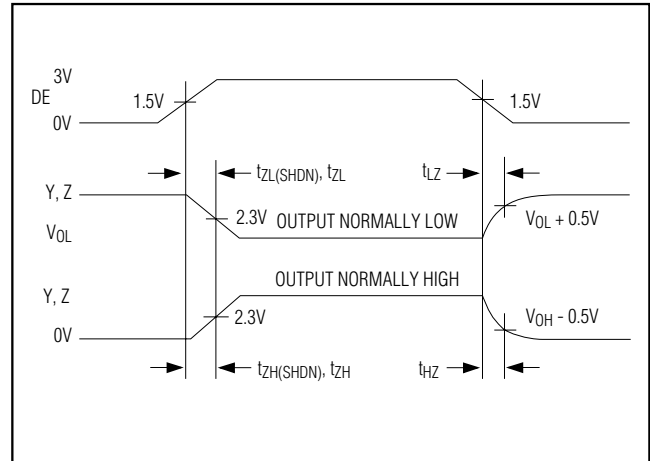 3V
DE
1.5V
1.5V
0V
tZL(SHDN), tZL
tLZ
Y, Z
2.3V
OUTPUT NORMALLY LOW
VOL + 0.5V
VOL
OUTPUT NORMALLY HIGH
Y, Z
2.3V
VOH - 0.5V
0V
tZH(SHDN), tZH
tHZ